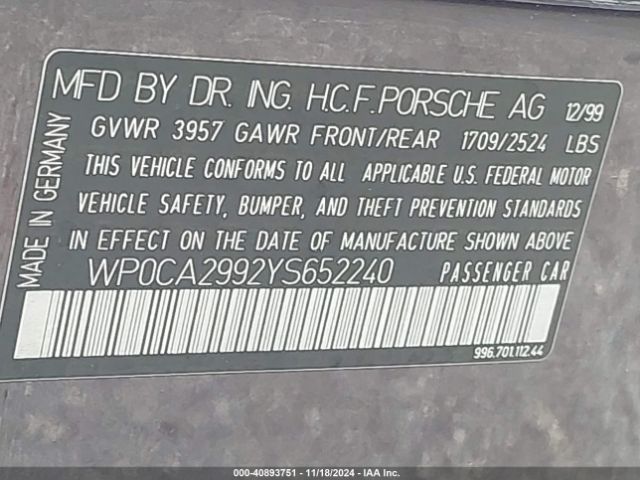 MFD BY DR. ING. H.C.F.PORSCHE AG 12/99
GVWR 3957 GAWR FRONT/REAR 1709/2524 LBS
THIS VEHICLE CONFORMS TO ALL APPLICABLE U.S. FEDERAL MOTOR
VEHICLE SAFETY, BUMPER, AND THEFT PREVENTION STANDARDS
IN EFFECT ON THE DATE OF MANUFACTURE SHOWN ABOVE
WP0CA2992YS652240 PASSENGER CAR
996.701.112.44
MADE IN GERMANY
000-40893751 - 11/18/2024 - IAA Inc.